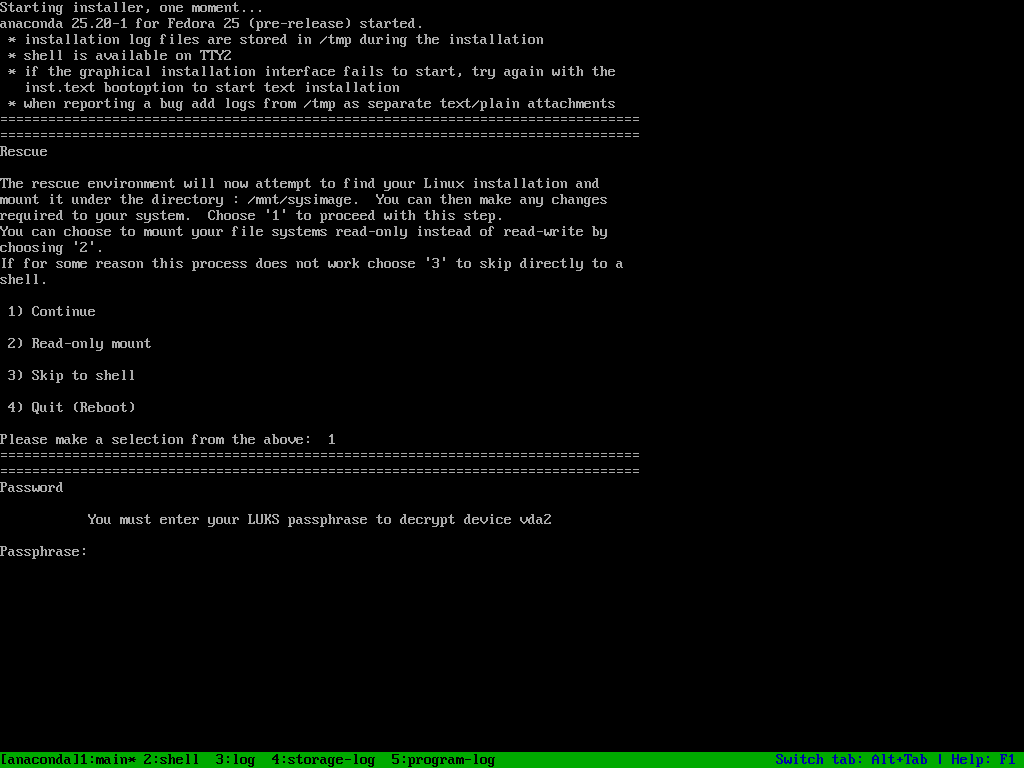 Starting installer, one moment...
anaconda 25.20-1 for Fedora 25 (pre-release) started.
 * installation log files are stored in /tmp during the installation
 * shell is available on TTY2
 * if the graphical installation interface fails to start, try again with the
   inst.text bootoption to start text installation
 * when reporting a bug add logs from /tmp as separate text/plain attachments
================================================================================
================================================================================
Rescue

The rescue environment will now attempt to find your Linux installation and
mount it under the directory : /mnt/sysimage.  You can then make any changes
required to your system.  Choose '1' to proceed with this step.
You can choose to mount your file systems read-only instead of read-write by
choosing '2'.
If for some reason this process does not work choose '3' to skip directly to a
shell.

 1) Continue

 2) Read-only mount

 3) Skip to shell

 4) Quit (Reboot)

Please make a selection from the above:  1
================================================================================
================================================================================
Password

           You must enter your LUKS passphrase to decrypt device vda2

Passphrase:
[anaconda]1:main* 2:shell  3:log  4:storage-log  5:program-log                                   Switch tab: Alt+Tab | Help: F1